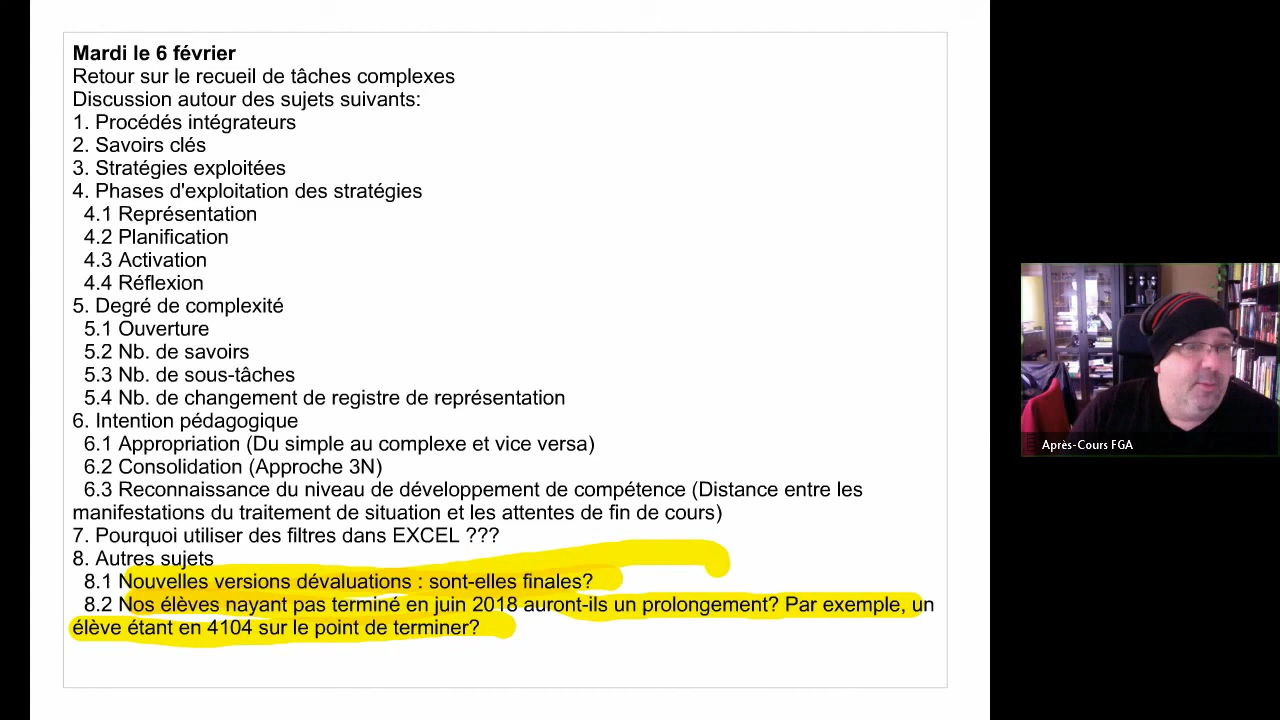 Mardi le 6 février
Retour sur le recueil de tâches complexes
Discussion autour des sujets suivants:
1. Procédés intégrateurs
2. Savoirs clés
3. Stratégies exploitées
4. Phases d'exploitation des stratégies
4.1 Représentation
4.2 Planification
4.3 Activation
4.4 Réflexion
5. Degré de complexité
5.1 Ouverture
5.2 Nb. de savoirs
5.3 Nb. de sous-tâches
5.4 Nb. de changement de registre de représentation
6. Intention pédagogique
6.1 Appropriation (Du simple au complexe et vice versa)
6.2 Consolidation (Approche 3N)
6.3 Reconnaissance du niveau de développement de compétence (Distance entre les
manifestations du traitement de situation et les attentes de fin de cours)
7. Pourquoi utiliser des filtres dans EXCEL ???
8. Autres sujets
8.1 Nouvelles versions dévaluations : sont-elles finales?
8.2 Nos élèves nayant pas terminé en juin 2018 auront-ils un prolongement? Par exemple, un
élève étant en 4104 sur le point de terminer?
Après-Cours FGA